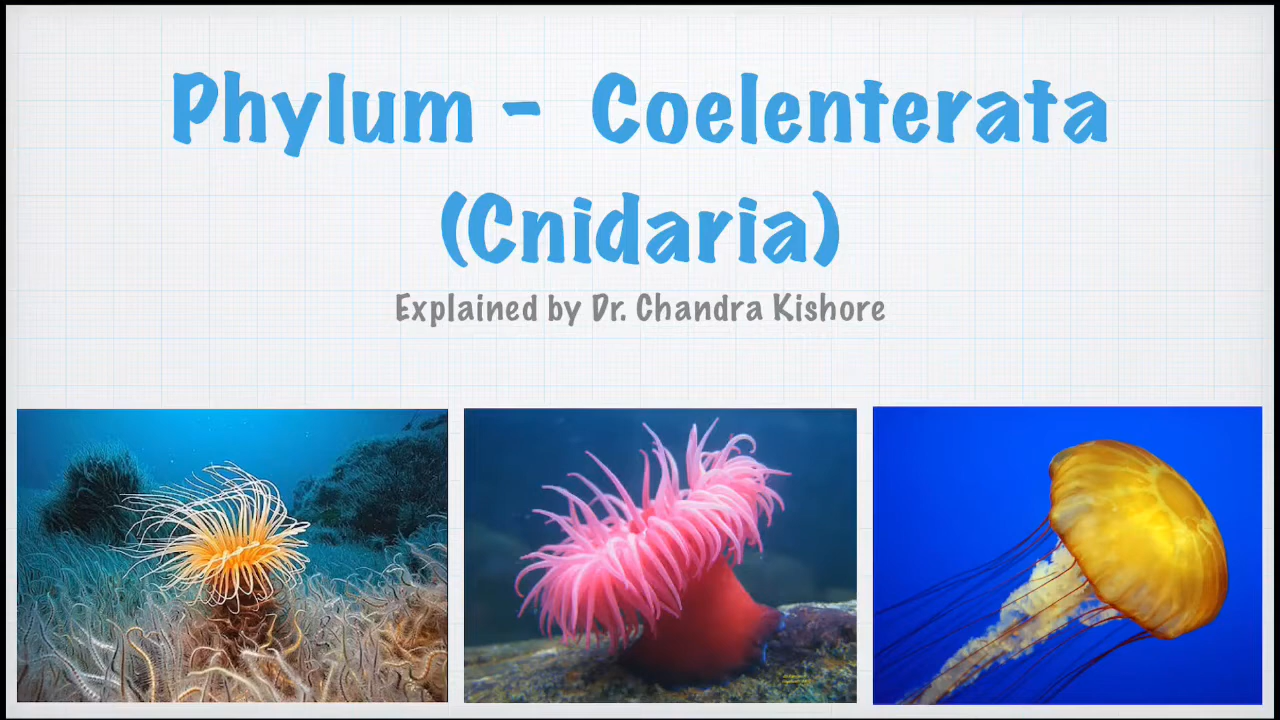 Phylum - Coelenterata
(Cnidaria)
Explained by Dr. Chandra Kishore